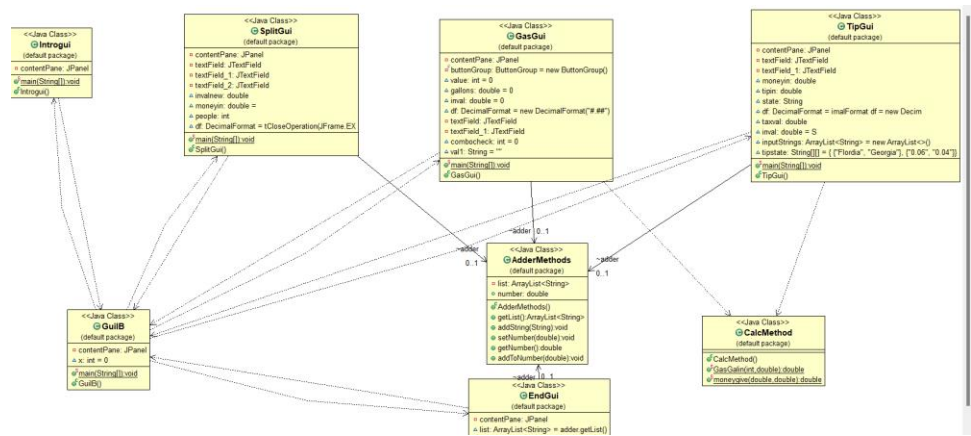 <<Java Class>>
Introgui
(default package)
contentPane: JPanel
main(String[]):void
Introgui()
<<Java Class>>
SplitGui
(default package)
contentPane: JPanel
textField: JTextField
textField_1: JTextField
textField_2: JTextField
invalnew: double
moneyin: double =
people: int
df: DecimalFormat = tCloseOperation(JFrame.EX
main(String[]):void
SplitGui()
<<Java Class>>
GasGui
(default package)
contentPane: JPanel
buttonGroup: ButtonGroup = new ButtonGroup()
value: int = 0
gallons: double = 0
inval: double = 0
df: DecimalFormat = new DecimalFormat("#.##")
textField: JTextField
textField_1: JTextField
combocheck: int = 0
val1: String = ""
main(String[]):void
GasGui()
<<Java Class>>
TipGui
(default package)
contentPane: JPanel
textField: JTextField
textField_1: JTextField
moneyin: double
tipin: double
state: String
df: DecimalFormat = imalFormat df = new Decim
taxval: double
inval: double = S
inputStrings: ArrayList<String> = new ArrayList<>()
tipstate: String[][] = { {"Flordia", "Georgia"}, {"0.06", "0.04"}}
main(String[]):void
TipGui()
~adder
0..1
~adder 0..1
~adder
0..1
<<Java Class>>
AdderMethods
(default package)
list: ArrayList<String>
number: double
AdderMethods()
getList():ArrayList<String>
addString(String):void
setNumber(double):void
getNumber():double
addToNumber(double):void
<<Java Class>>
GuiIB
(default package)
contentPane: JPanel
x: int = 0
main(String[]):void
GuiIB()
<<Java Class>>
CalcMethod
(default package)
CalcMethod()
GasGalin(int,double):double
moneygive(double,double):double
~adder 0..1
<<Java Class>>
EndGui
(default package)
contentPane: JPanel
list: ArrayList<String> = adder.getList()